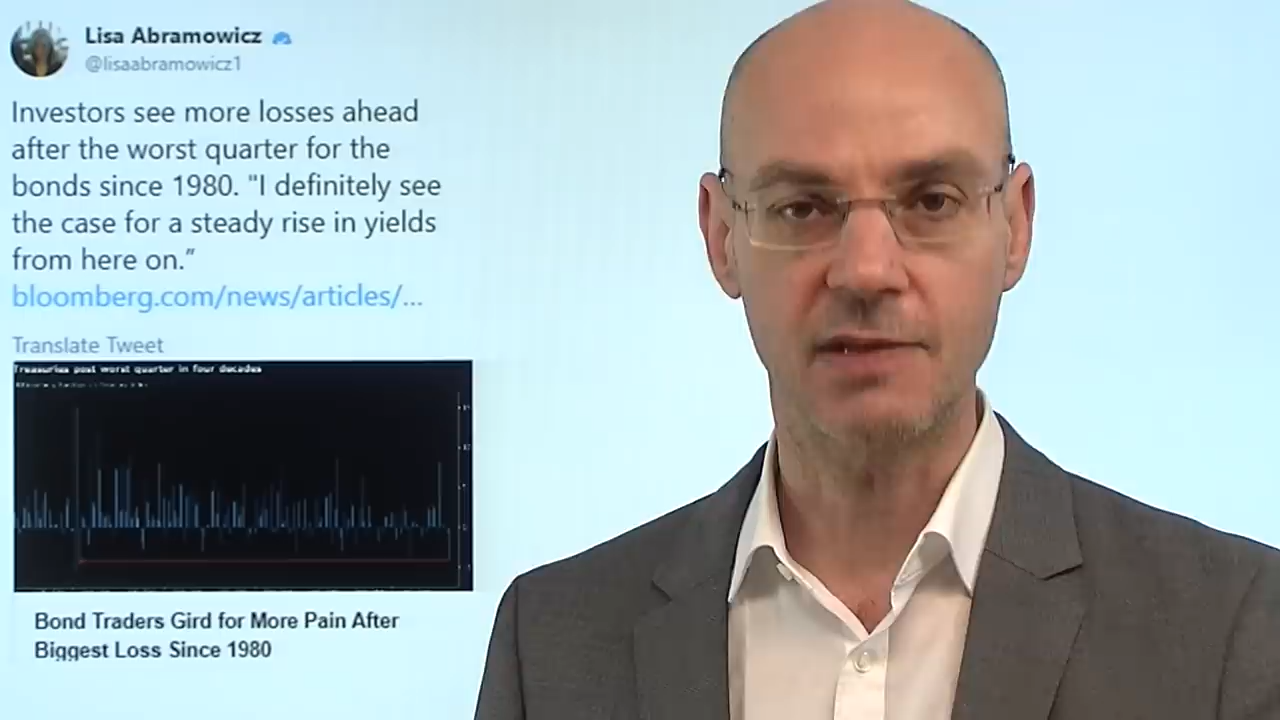 Lisa Abramowicz
@lisaabramowicz1
Investors see more losses ahead
after the worst quarter for the
bonds since 1980. "I definitely see
the case for a steady rise in yields
from here on.”
bloomberg.com/news/articles/...
Translate Tweet
Treasuries post worst quarter in four decades
Bond Traders Gird for More Pain After
Biggest Loss Since 1980